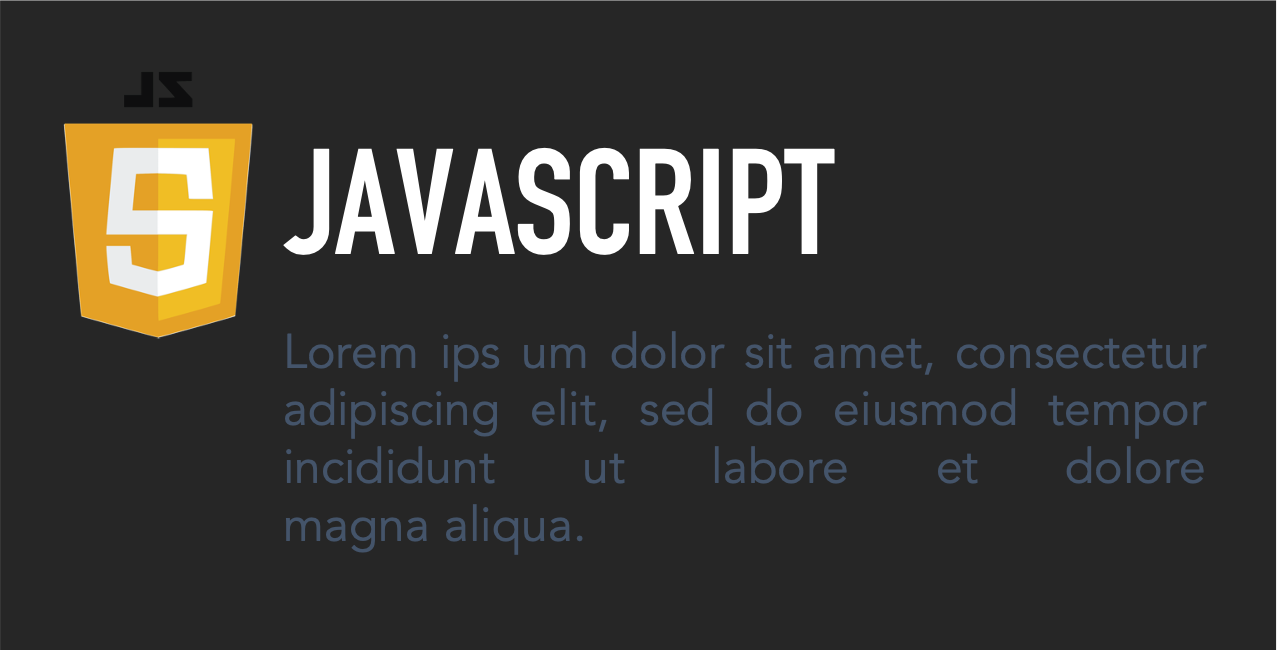 JS
JAVASCRIPT
Lorem ips um dolor sit amet, consectetur
adipiscing elit, sed do eiusmod tempor
incididunt ut labore et dolore
magna aliqua.